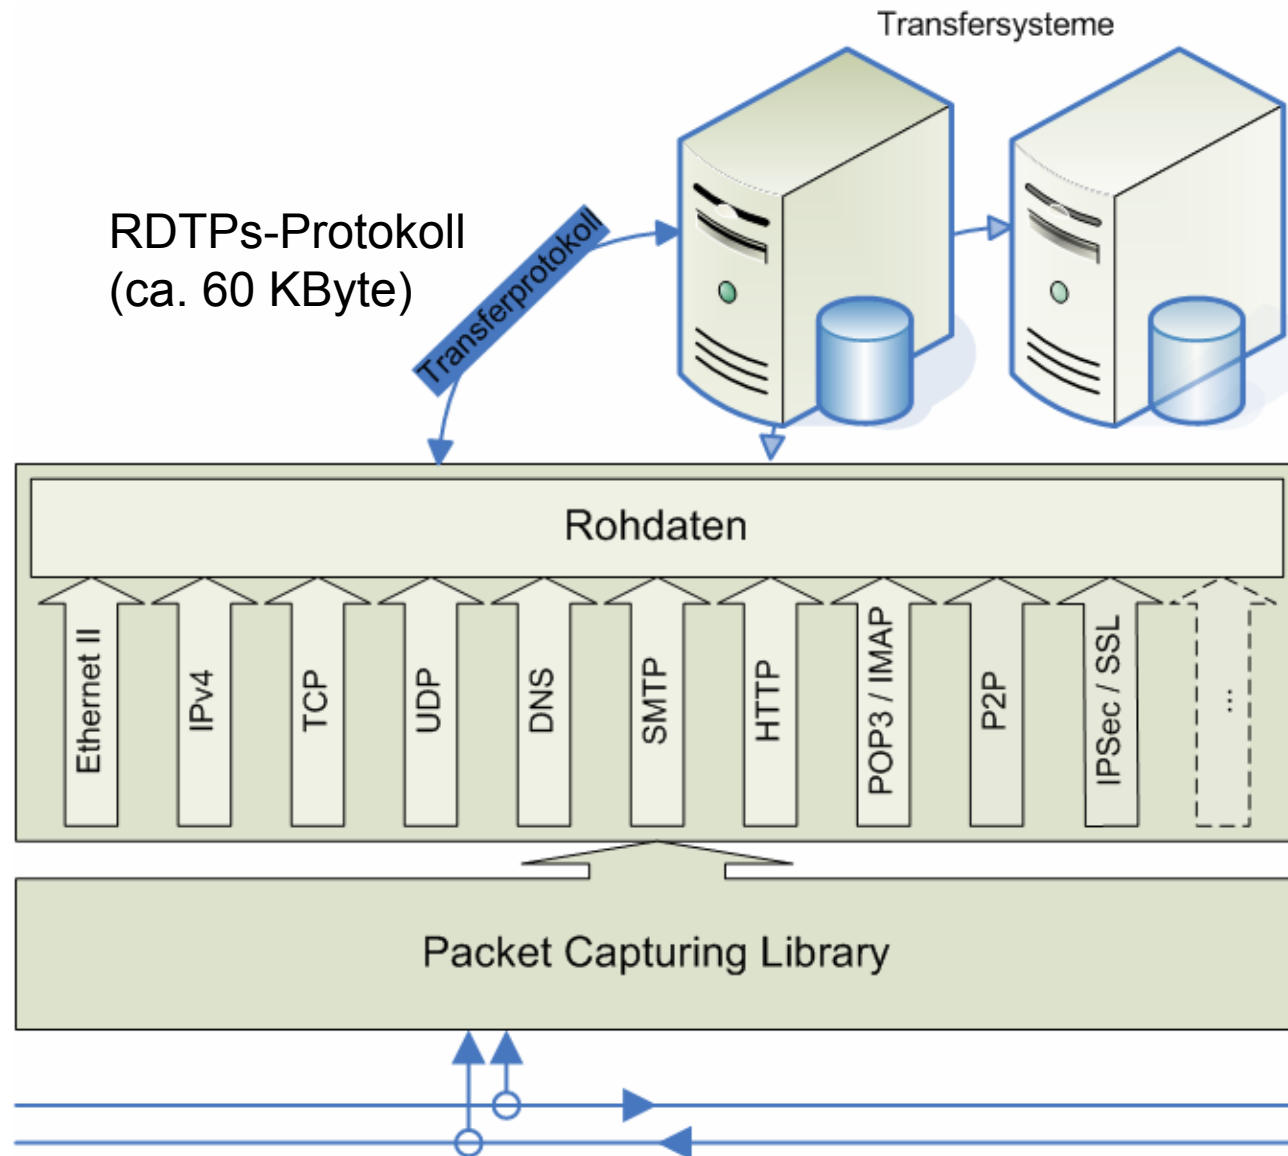 Transfersysteme
RDTPs-Protokoll
(ca. 60 KByte)
Transferprotokoll
Rohdaten
Ethernet II
IPv4
TCP
UDP
DNS
SMTP
HTTP
POP3 / IMAP
P2P
IPSec / SSL
...
Packet Capturing Library